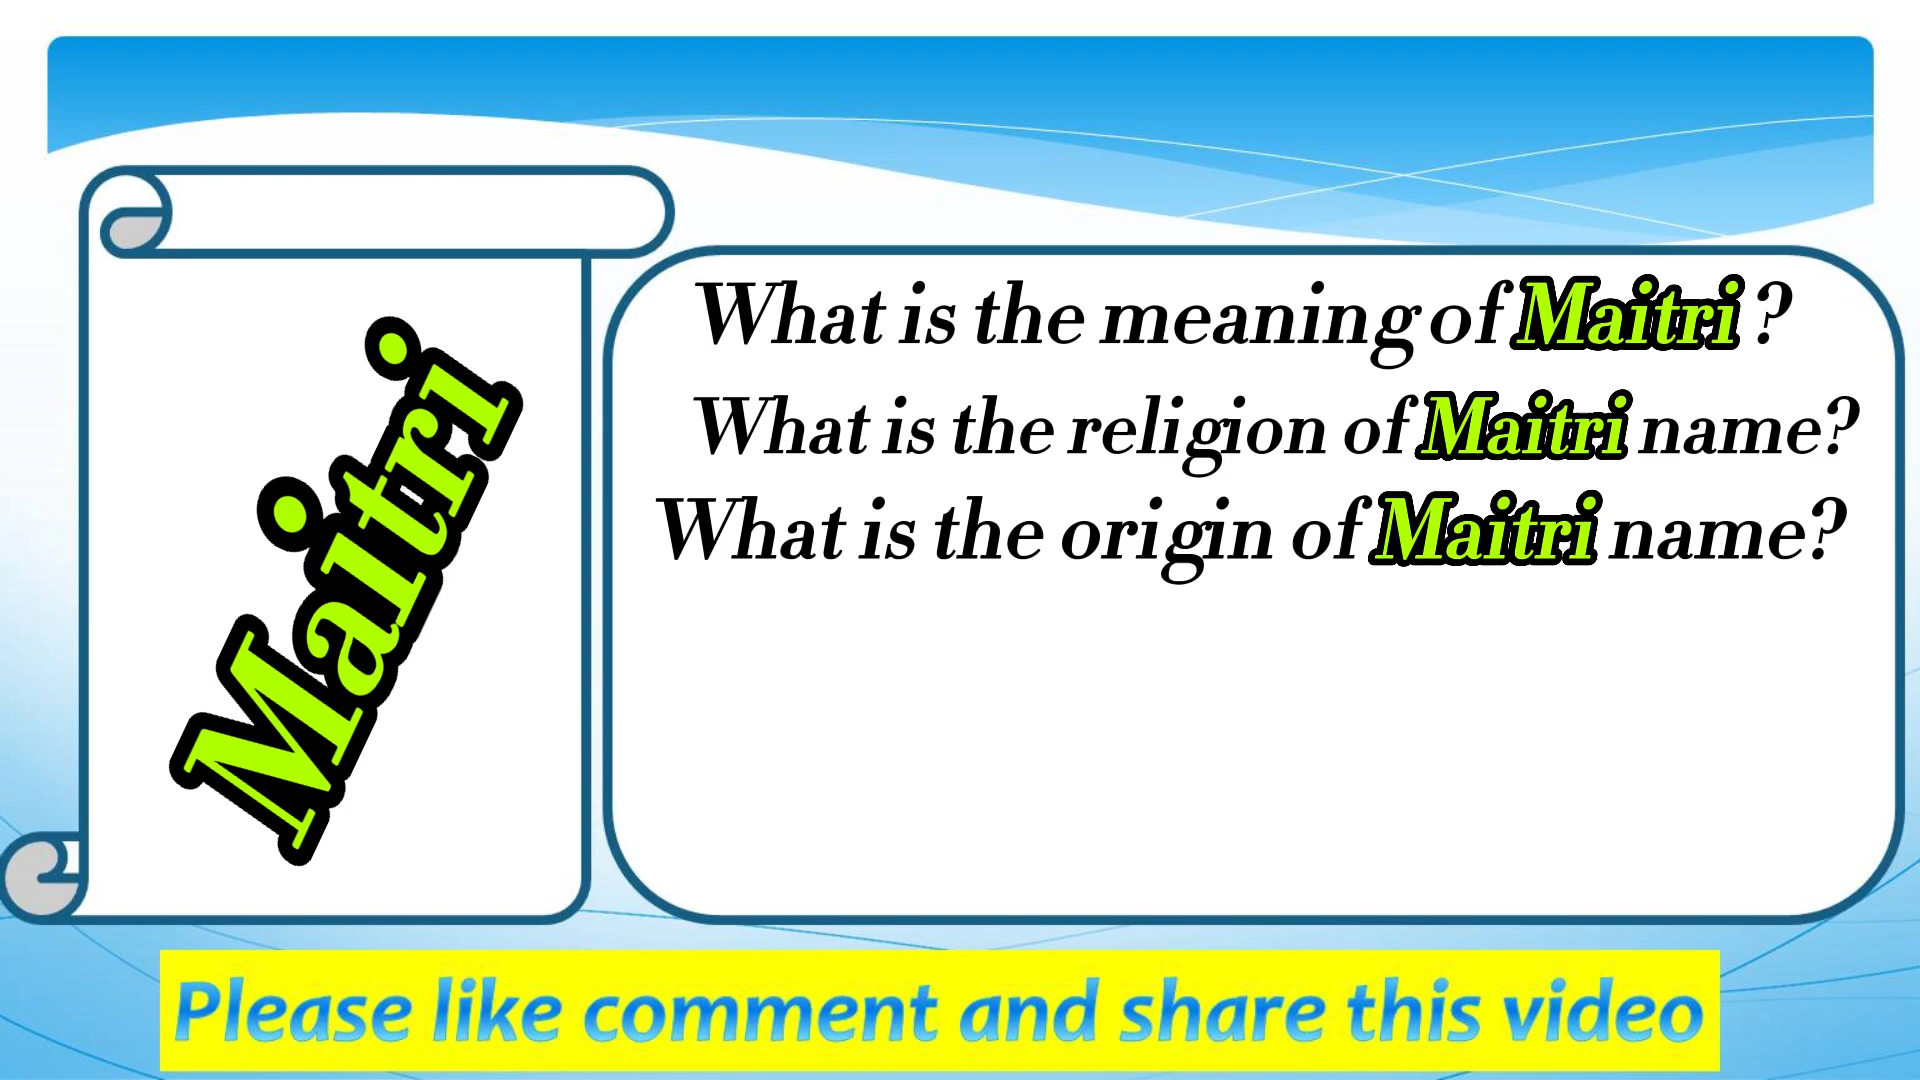 Maitri
What is the meaning of Maitri ?
What is the religion of Maitri name?
What is the origin of Maitri name?
Please like comment and share this video